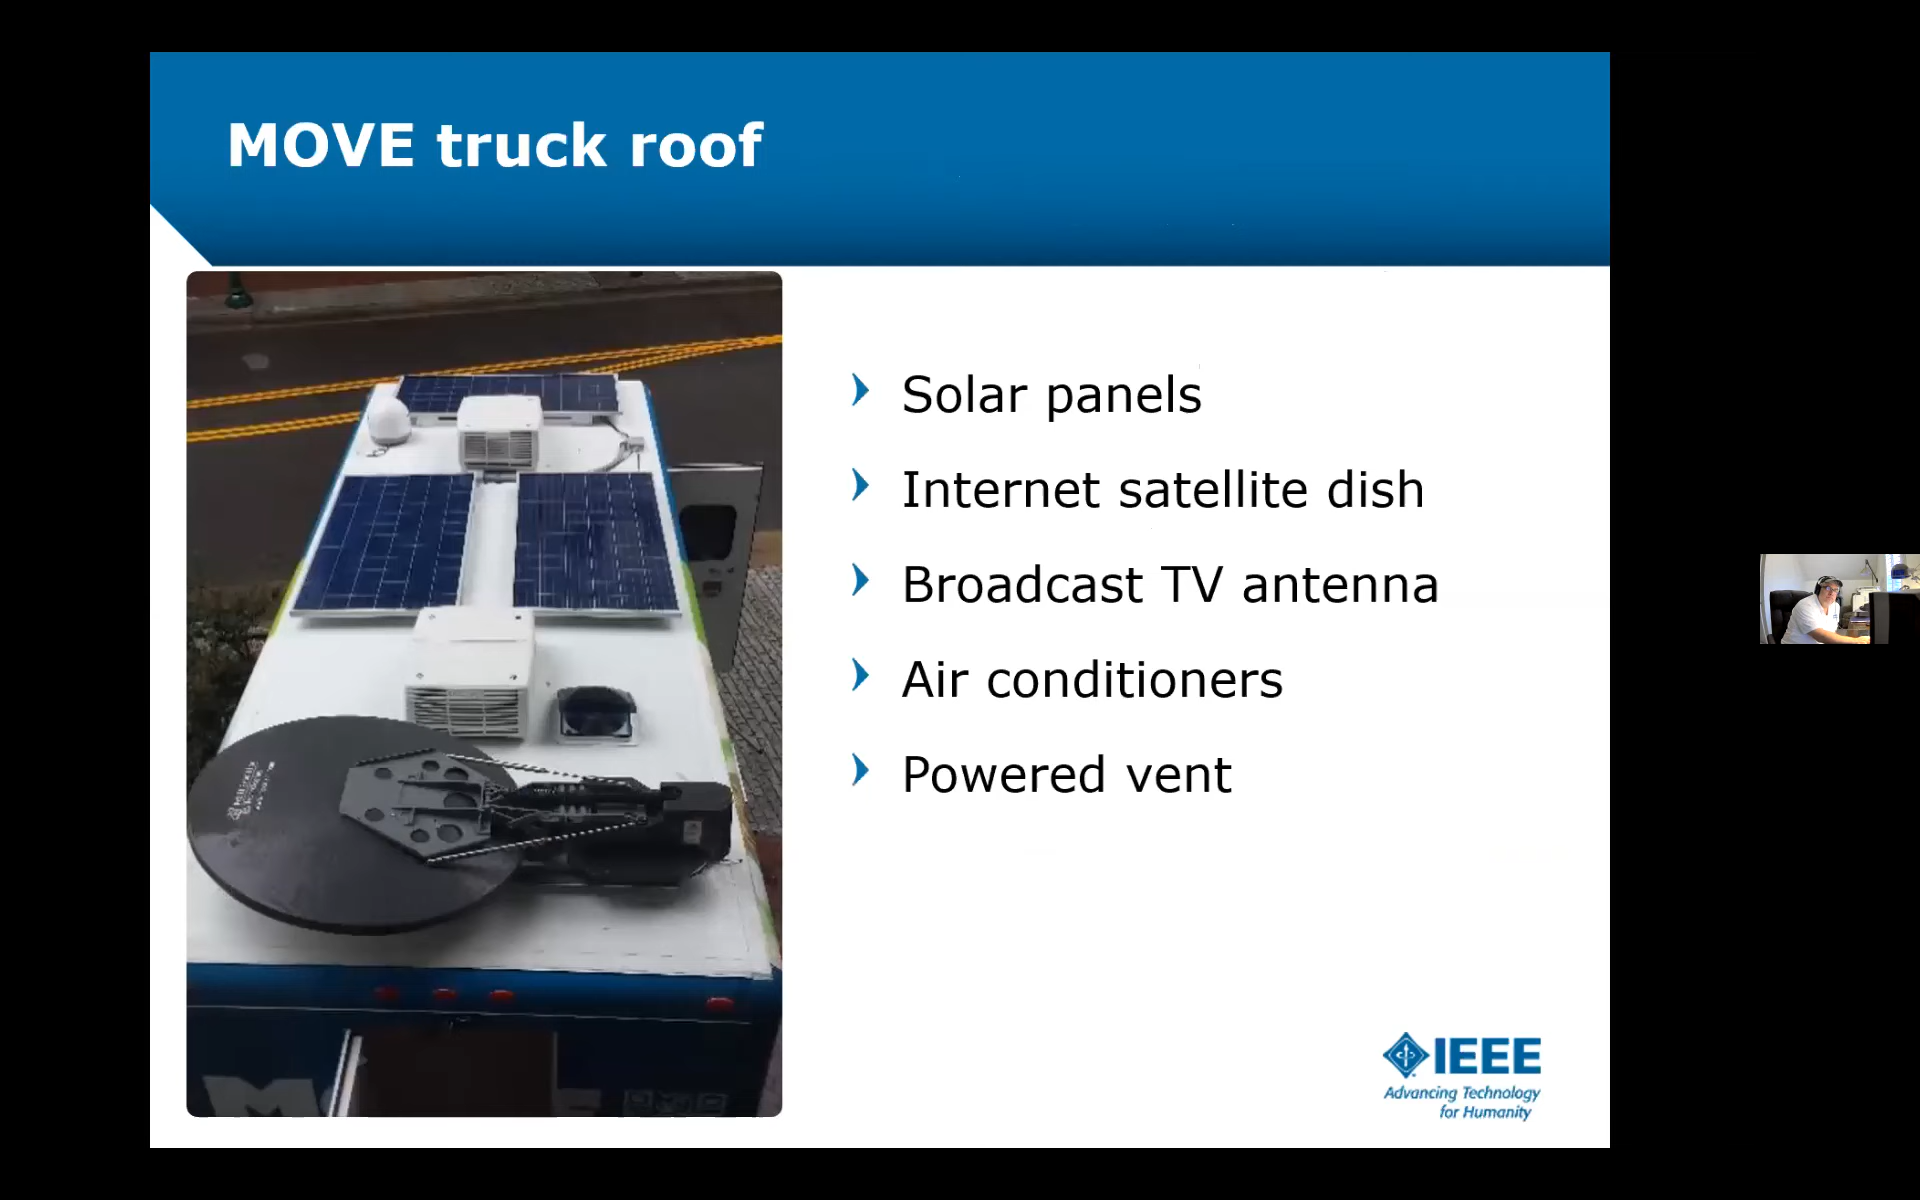 MOVE truck roof
Solar panels
Internet satellite dish
Broadcast TV antenna
Air conditioners
Powered vent
IEEE
Advancing Technology
for Humanity